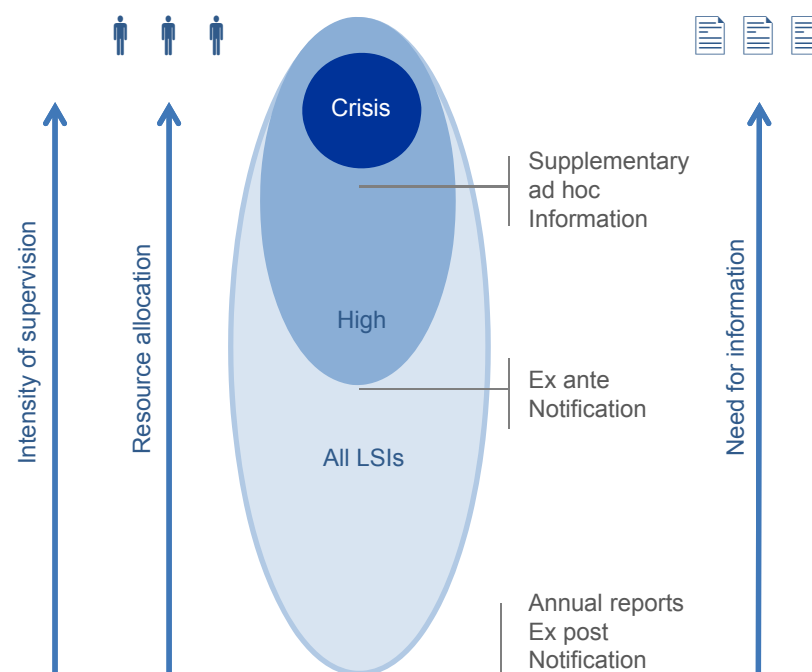 Crisis
Supplementary
ad hoc
Information
Intensity of supervision
Resource allocation
Need for information
High
Ex ante
Notification
All LSIs
Annual reports
Ex post
Notification